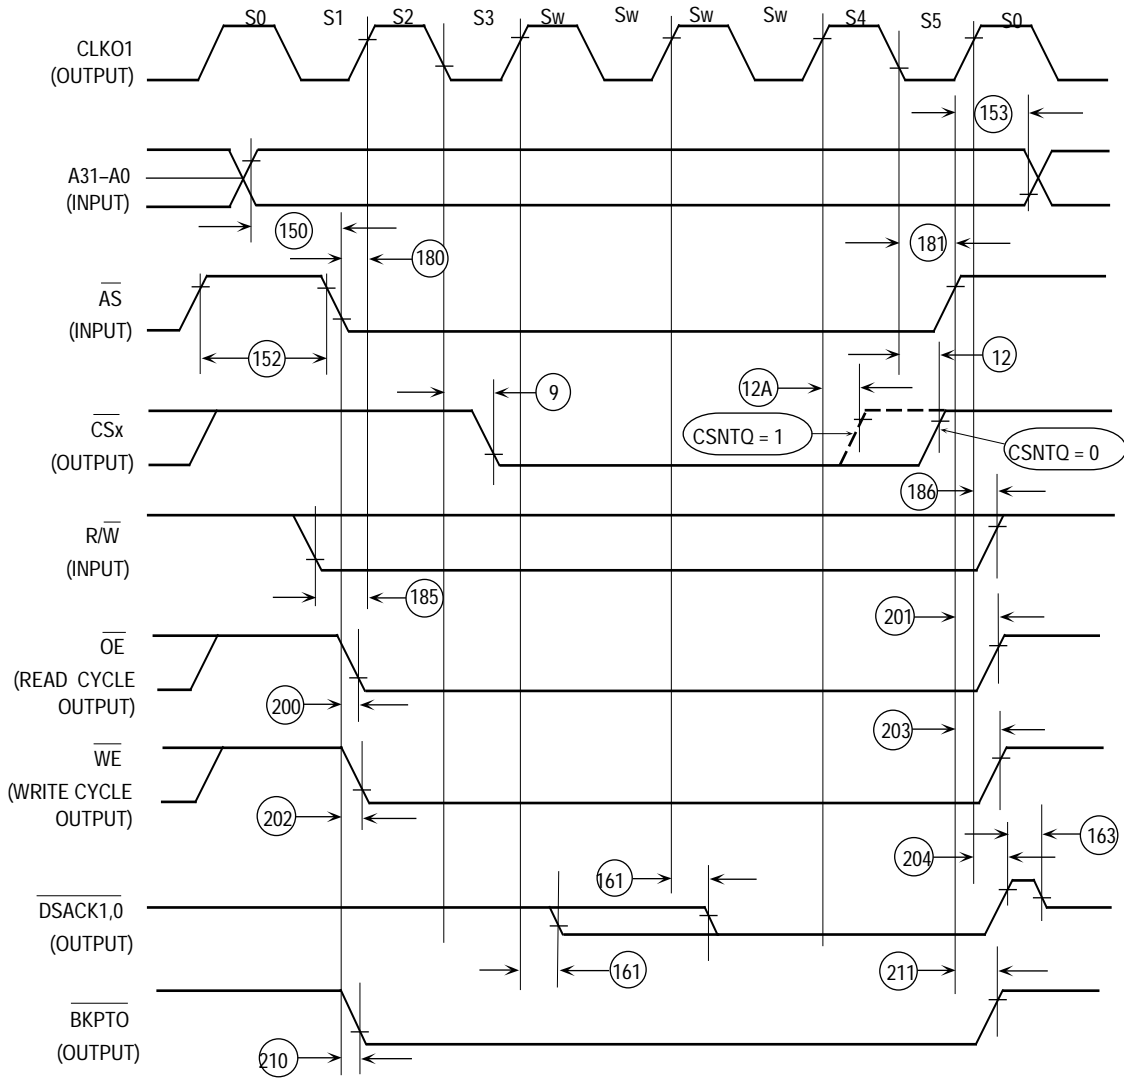 S0 S1 S2 S3 Sw Sw Sw Sw S4 S5 S0
CLKO1
(OUTPUT)
153
A31–A0
(INPUT)
150
180
181
AS
(INPUT)
152
12
9
12A
CSx
(OUTPUT)
CSNTQ = 1
CSNTQ = 0
186
R/W
(INPUT)
185
201
OE
(READ CYCLE
OUTPUT)
200
203
WE
(WRITE CYCLE
OUTPUT)
202
163
204
161
DSACK1,0
(OUTPUT)
161
211
BKPTO
(OUTPUT)
210